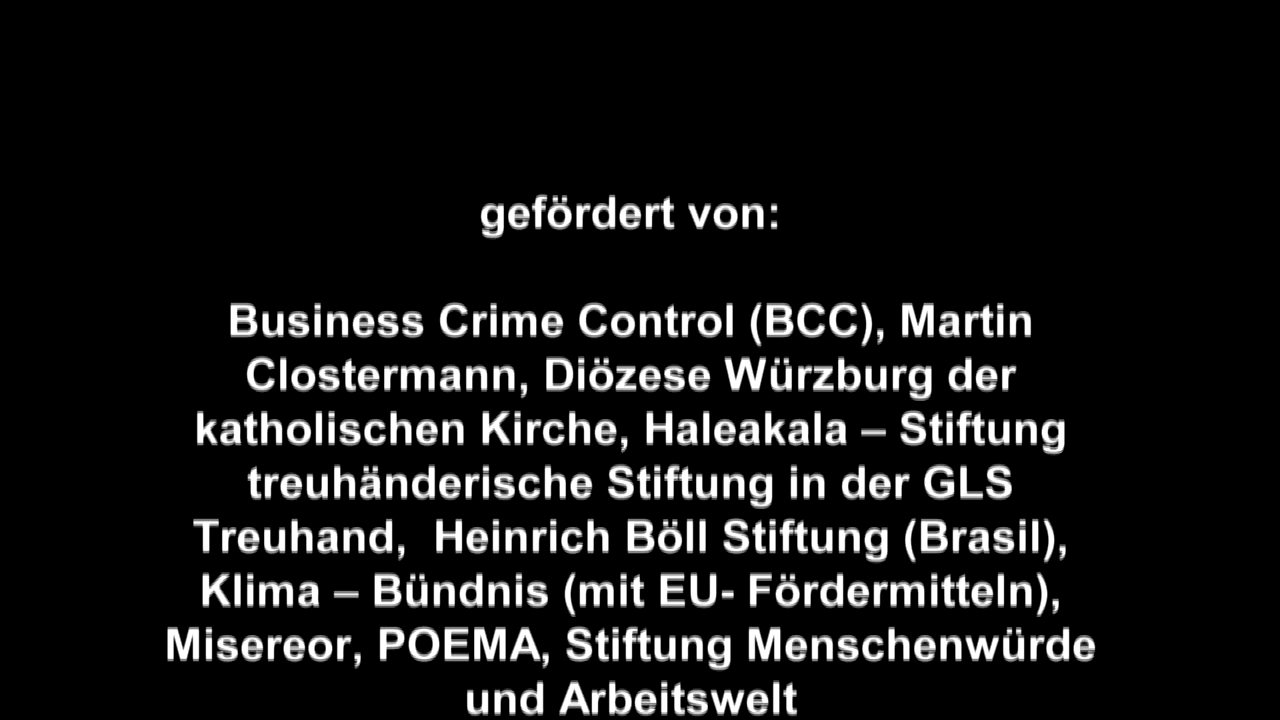 gefördert von:
Business Crime Control (BCC), Martin
Clostermann, Diözese Würzburg der
katholischen Kirche, Haleakala – Stiftung
treuhänderische Stiftung in der GLS
Treuhand,  Heinrich Böll Stiftung (Brasil),
Klima – Bündnis (mit EU- Fördermitteln),
Misereor, POEMA, Stiftung Menschenwürde
und Arbeitswelt